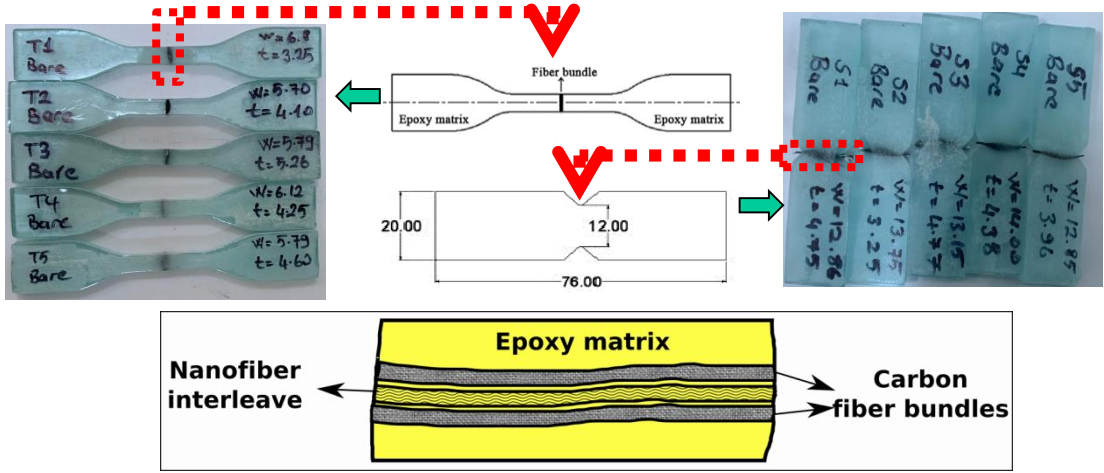 T1
Bare
w=6.8
t=3.25
T2
Bare
w=5.70
t=4.10
T3
Bare
w=5.79
t=5.26
T4
Bare
w=6.12
t=4.25
T5
Bare
w=5.79
t=4.60
Fiber bundle
Epoxy matrix
Epoxy matrix
20.00
12.00
76.00
S1
Bare
S2
Bare
S3
Bare
S4
Bare
S5
Bare
w=12.86
t=4.75
w=13.75
t=3.25
w=13.15
t=4.77
t=4.38
w=12.85
t=3.96
Epoxy matrix
Nanofiber
interleave
Carbon
fiber bundles